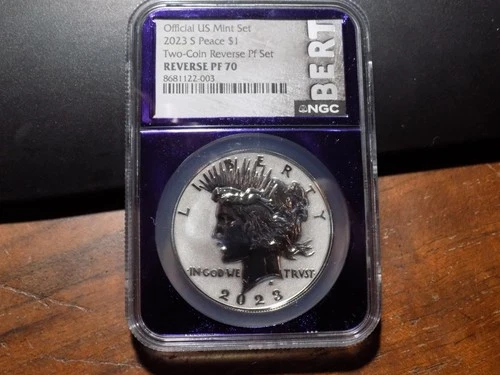 Official US Mint Set
2023 S Peace $1
Two-Coin Reverse Pf Set
REVERSE PF 70
8681122-003
BERT
NGC
LIBERTY
IN GOD WE TRVST
2023